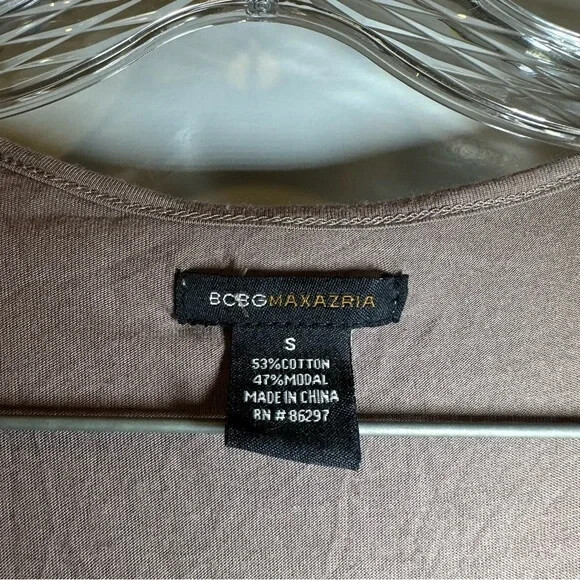 BCBGMAXAZRIA
S
53%COTTON
47%MODAL
MADE IN CHINA
RN # 86297